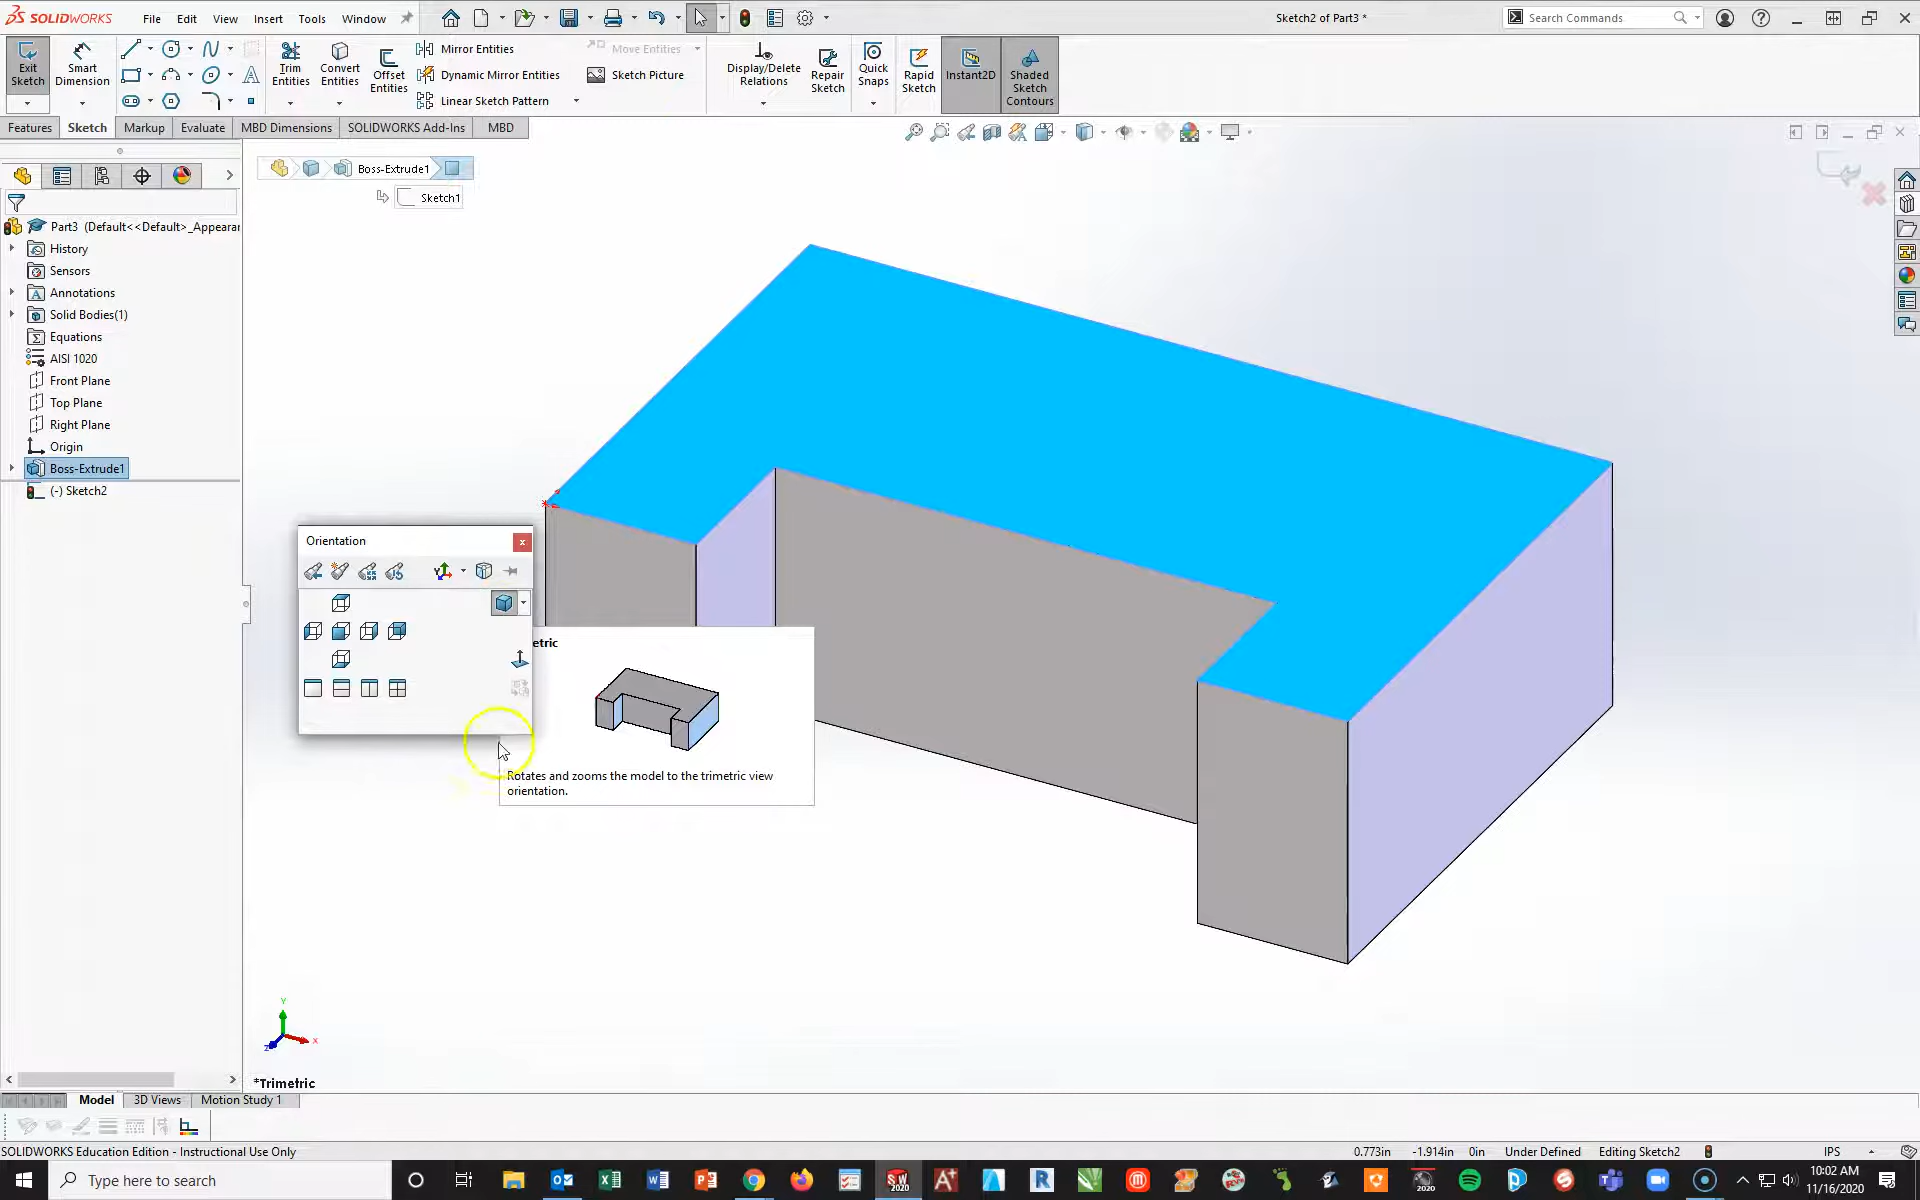 SOLIDWORKS File Edit View Insert Tools Window Sketch2 of Part3 * Search Commands
Exit Sketch
Smart Dimension
Trim Entities
Convert Entities
Offset Entities
Mirror Entities
Dynamic Mirror Entities
Linear Sketch Pattern
Move Entities
Sketch Picture
Display/Delete Relations
Repair Sketch
Quick Snaps
Rapid Sketch
Instant2D
Shaded Sketch Contours
Features Sketch Markup Evaluate MBD Dimensions SOLIDWORKS Add-Ins MBD
Boss-Extrude1
Sketch1
Part3 (Default<<Default>_Appearar
History
Sensors
Annotations
Solid Bodies(1)
Equations
AISI 1020
Front Plane
Top Plane
Right Plane
Origin
Boss-Extrude1
(-) Sketch2
Orientation
etric
Rotates and zooms the model to the trimetric view
orientation.
Y
X
Z
*Trimetric
Model 3D Views Motion Study 1
SOLIDWORKS Education Edition - Instructional Use Only 0.773in -1.914in 0in Under Defined Editing Sketch2 IPS
Type here to search
10:02 AM
11/16/2020